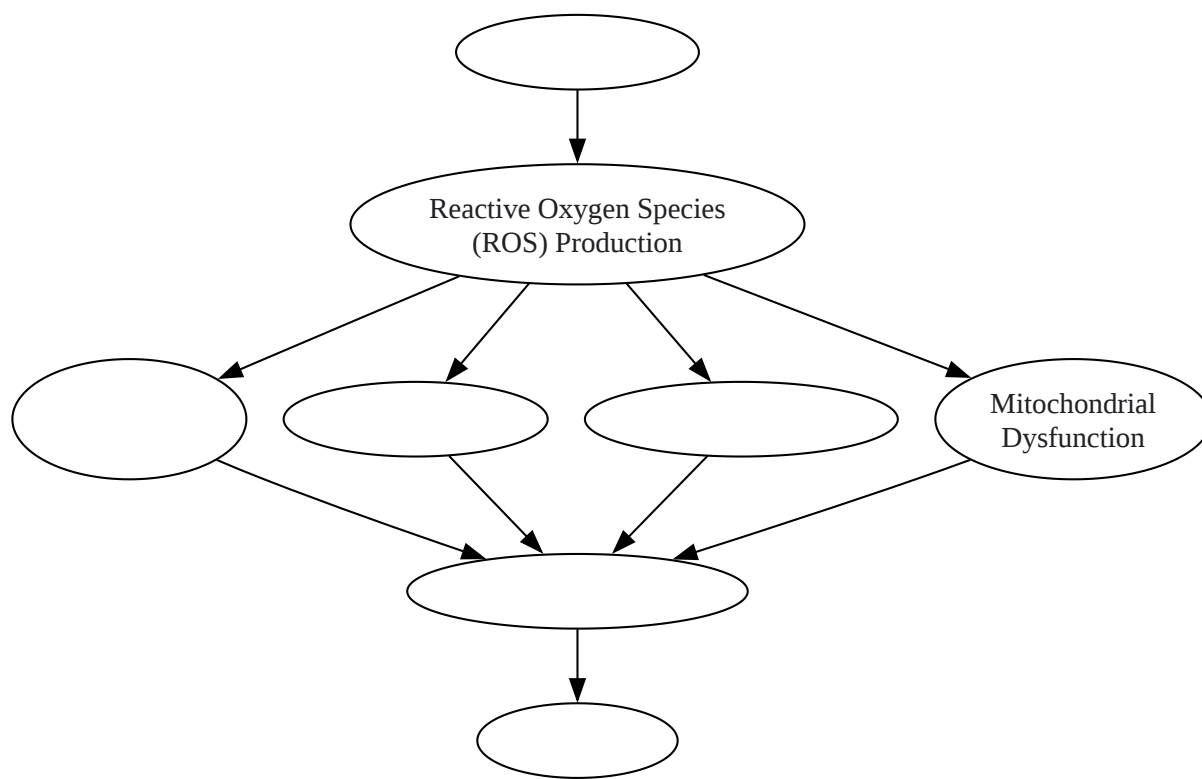 Reactive Oxygen Species
(ROS) Production
Mitochondrial
Dysfunction